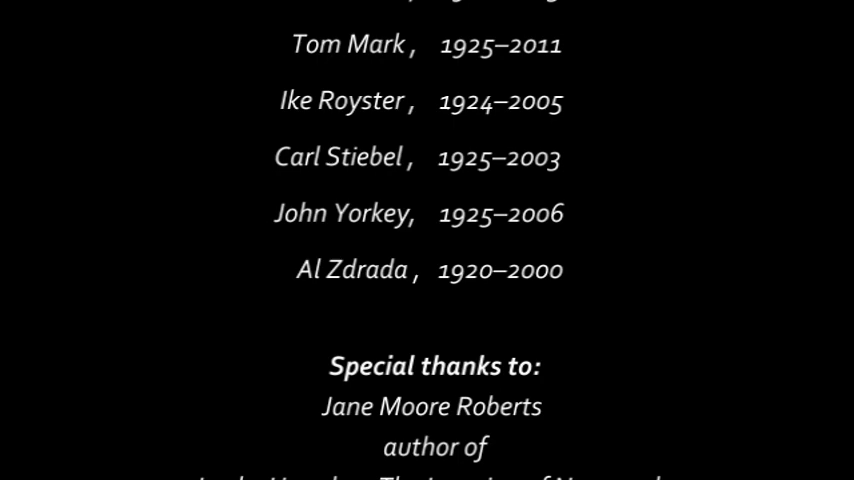 Tom Mark , 1925–2011
Ike Royster , 1924–2005
Carl Stiebel , 1925–2003
John Yorkey, 1925–2006
Al Zdrada , 1920–2000
Special thanks to:
Jane Moore Roberts
author of